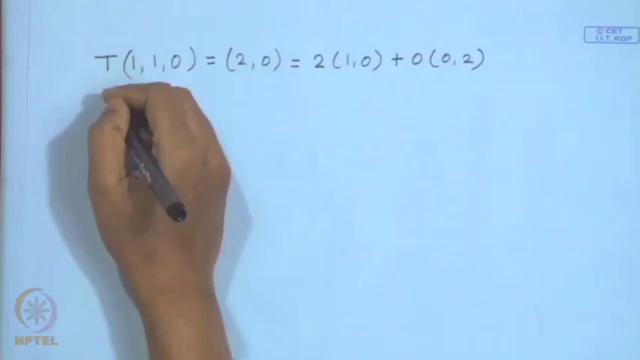 © CET
I.I.T. KGP
T(1,1,0) = (2,0) = 2(1,0) + 0(0,2)
NPTEL